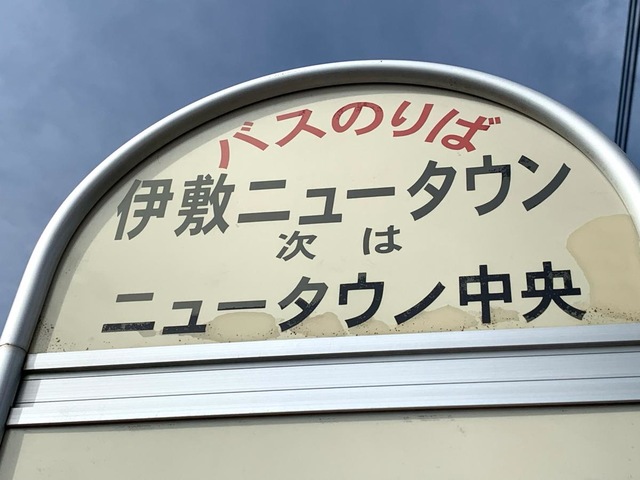 バスのりば
伊敷ニュータウン
次は
ニュータウン中央